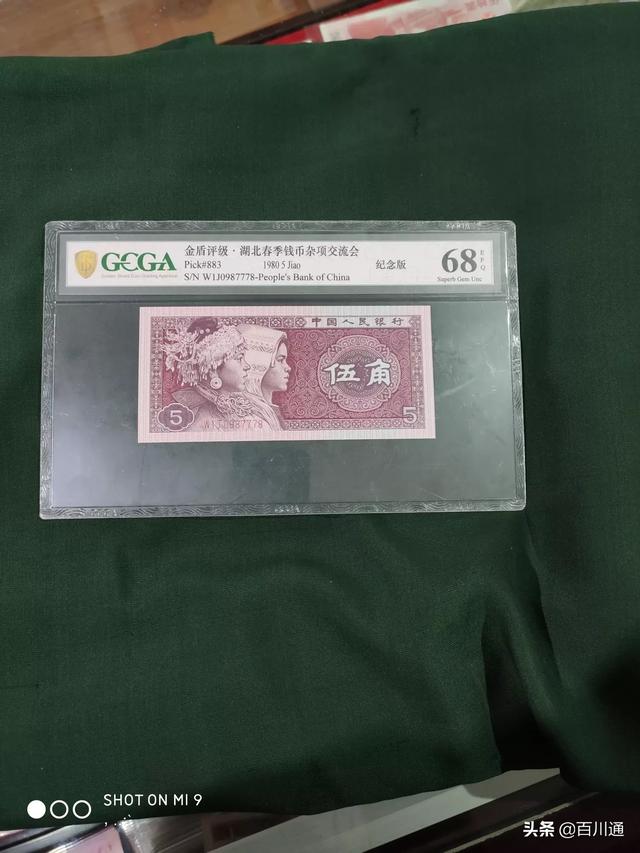 GCGA
金盾评级·湖北春季钱币杂项交流会
Pick#883 1980 5 Jiao 纪念版
S/N W1J0987778-People's Bank of China
68 EPQ
Superb Gem Unc
中国人民银行
伍角
5
W1J0987778
5
SHOT ON MI 9
头条 @百川通